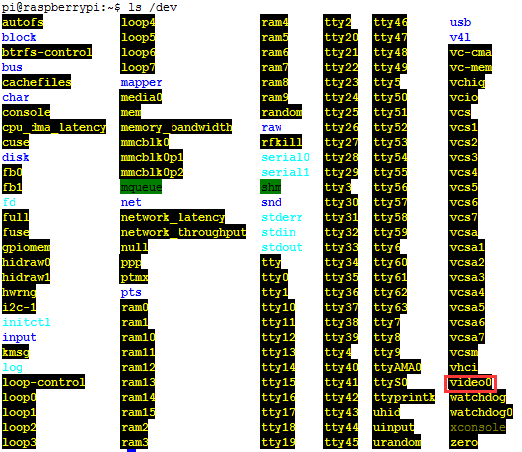 pi@raspberrypi:~$ ls /dev
autofs loop4 ram4 tty2 tty46 usb
block loop5 ram5 tty20 tty47 v4l
btrfs-control loop6 ram6 tty21 tty48 vc-cma
bus loop7 ram7 tty22 tty49 vc-mem
cachefiles mapper ram8 tty23 tty5 vchiq
char media0 ram9 tty24 tty50 vcio
console mem random tty25 tty51 vcs
cpu_dma_latency memory_bandwidth raw tty26 tty52 vcs1
cuse mmcblk0 rfkill tty27 tty53 vcs2
disk mmcblk0p1 serial0 tty28 tty54 vcs3
fb0 mmcblk0p2 serial1 tty29 tty55 vcs4
fb1 mqueue shm tty3 tty56 vcs5
fd net snd tty30 tty57 vcs6
full network_latency stderr tty31 tty58 vcs7
fuse network_throughput stdin tty32 tty59 vcsa
gpiomem null stdout tty33 tty6 vcsa1
hidraw0 ppp tty tty34 tty60 vcsa2
hidraw1 ptmx tty0 tty35 tty61 vcsa3
hwrng pts tty1 tty36 tty62 vcsa4
i2c-1 ram0 tty10 tty37 tty63 vcsa5
initctl ram1 tty11 tty38 tty7 vcsa6
input ram10 tty12 tty39 tty8 vcsa7
kmsg ram11 tty13 tty4 tty9 vcsm
log ram12 tty14 tty40 ttyAMA0 vhci
loop-control ram13 tty15 tty41 ttyS0 video0
loop0 ram14 tty16 tty42 ttyprintk watchdog
loop1 ram15 tty17 tty43 uhid watchdog0
loop2 ram2 tty18 tty44 uinput xconsole
loop3 ram3 tty19 tty45 urandom zero